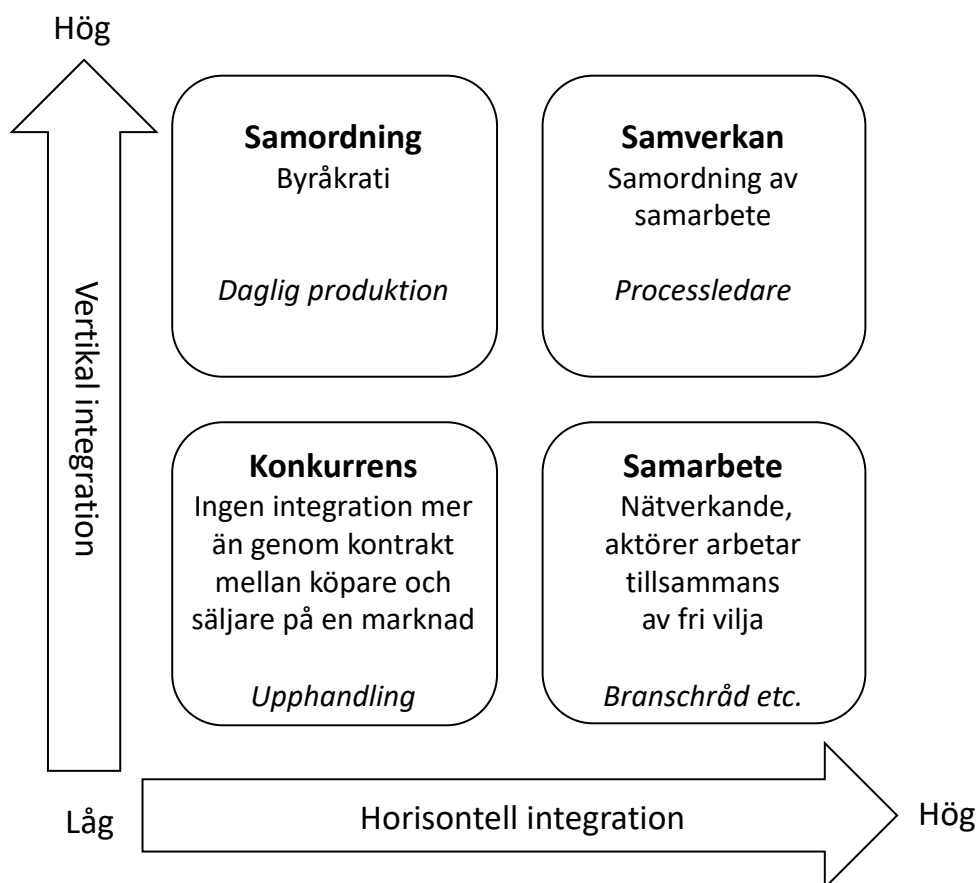 Hög
Samordning
Byråkrati
Daglig produktion
Samverkan
Samordning av
samarbete
Processledare
Vertikal integration
Konkurrens
Ingen integration mer
än genom kontrakt
mellan köpare och
säljare på en marknad
Upphandling
Samarbete
Nätverkande,
aktörer arbetar
tillsammans
av fri vilja
Branschråd etc.
Låg
Horisontell integration
Hög